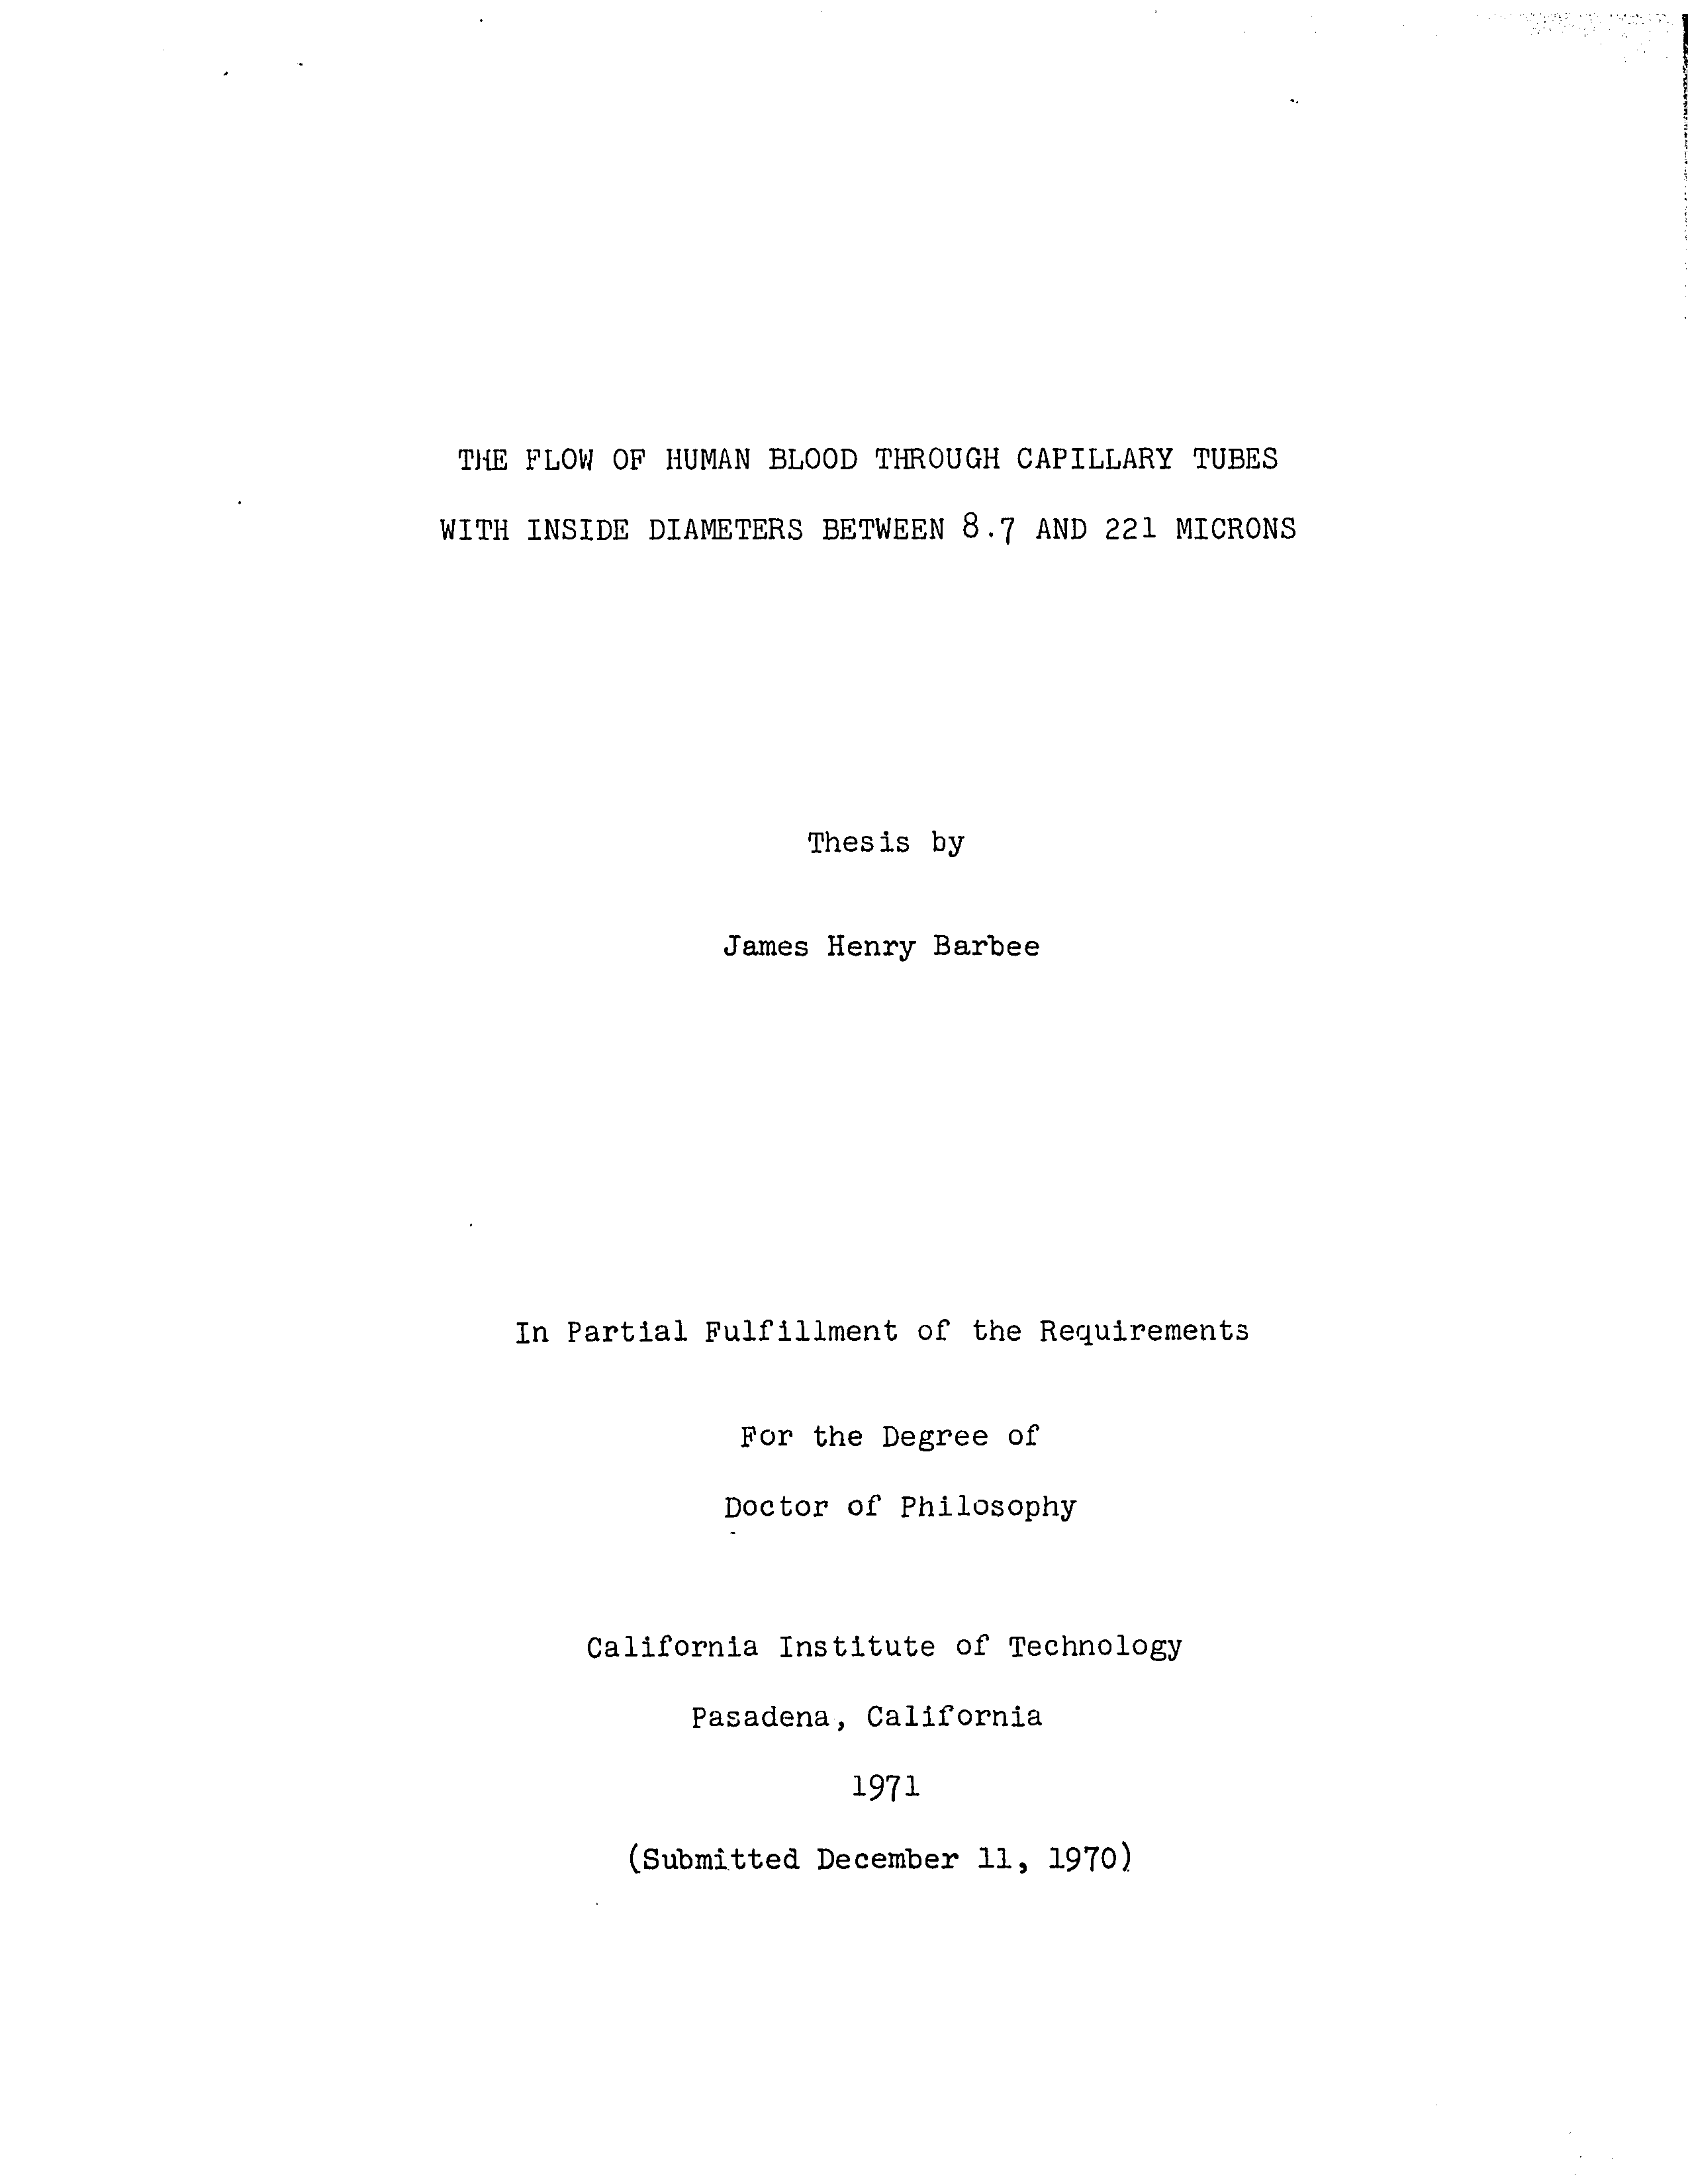 THE FLOW OF HUMAN BLOOD THROUGH CAPILLARY TUBES
WITH INSIDE DIAMETERS BETWEEN 8.7 AND 221 MICRONS
Thesis by
James Henry Barbee
In Partial Fulfillment of the Requirements
For the Degree of
Doctor of Philosophy
California Institute of Technology
Pasadena, California
1971
(Submitted December 11, 1970)